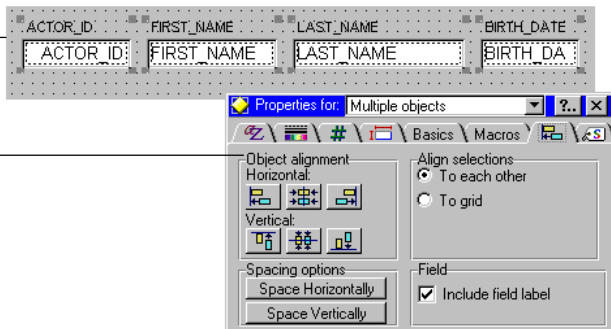 ACTOR_ID FIRST_NAME LAST_NAME BIRTH_DATE
ACTOR_ID FIRST_NAME LAST_NAME BIRTH_DA
Properties for: Multiple objects ?.. ×
Z # Basics Macros S
Object alignment Align selections
Horizontal: To each other
To grid
Vertical:
Spacing options Field
Space Horizontally Include field label
Space Vertically